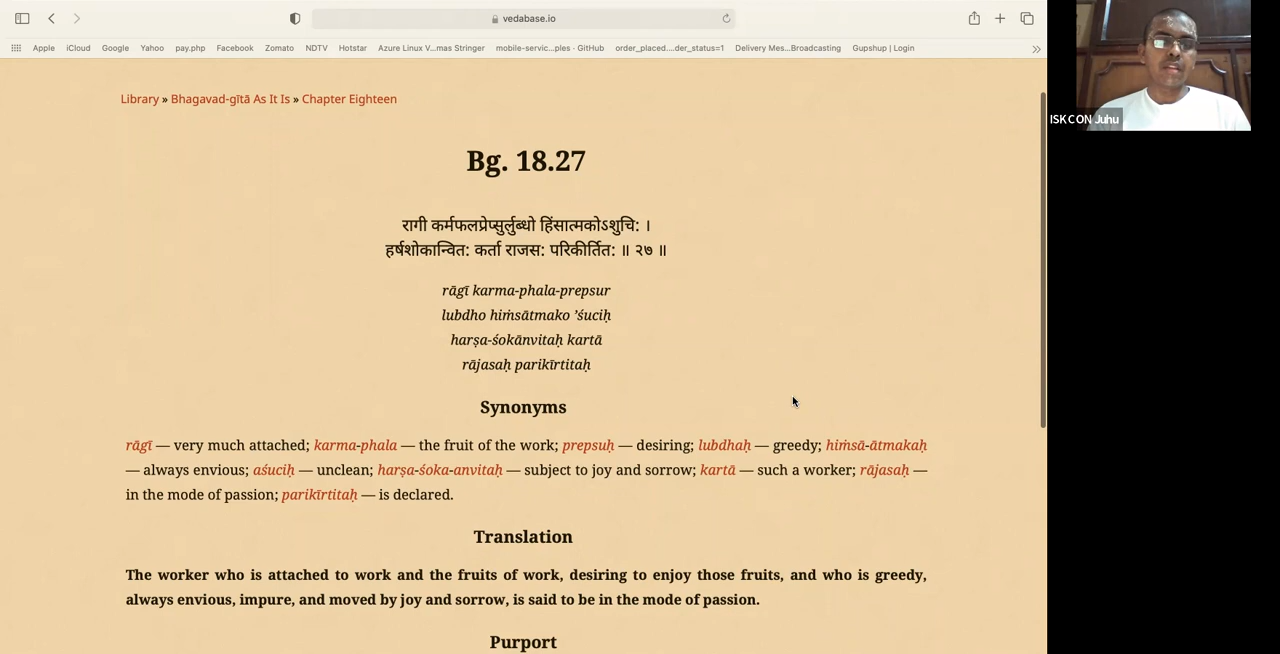 vedabase.io
Apple iCloud Google Yahoo pay.php Facebook Zomato NDTV Hotstar Azure Linux V...mas Stringer mobile-servic...ples · GitHub order_placed....der_status=1 Delivery Mes...Broadcasting Gupshup | Login
Library » Bhagavad-gītā As It Is » Chapter Eighteen
Bg. 18.27
रागी कर्मफलप्रेप्सुर्लुब्धो हिंसात्मकोऽश‍ुचि: ।
हर्षशोकान्वित: कर्ता राजस: परिकीर्तित: ॥ २७ ॥
rāgī karma-phala-prepsur
lubdho hiṁsātmako ’śuciḥ
harṣa-śokānvitaḥ kartā
rājasaḥ parikīrtitaḥ
Synonyms
rāgī — very much attached; karma-phala — the fruit of the work; prepsuḥ — desiring; lubdhaḥ — greedy; hiṁsā-ātmakaḥ
— always envious; aśuciḥ — unclean; harṣa-śoka-anvitaḥ — subject to joy and sorrow; kartā — such a worker; rājasaḥ —
in the mode of passion; parikīrtitaḥ — is declared.
Translation
The worker who is attached to work and the fruits of work, desiring to enjoy those fruits, and who is greedy,
always envious, impure, and moved by joy and sorrow, is said to be in the mode of passion.
Purport
ISKCON Juhu